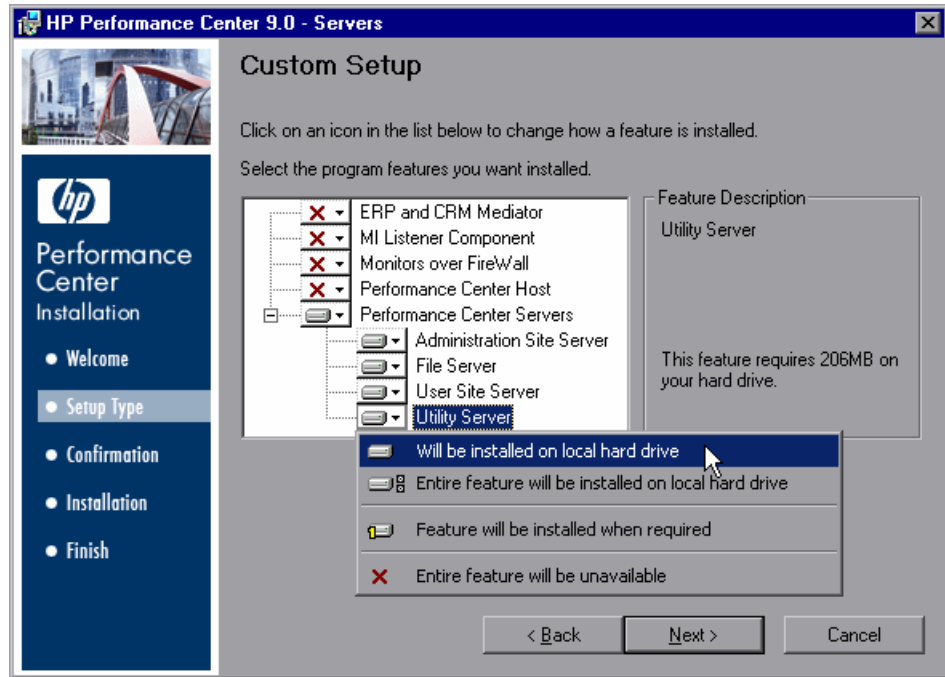 HP Performance Center 9.0 - Servers
Custom Setup
Click on an icon in the list below to change how a feature is installed.
Select the program features you want installed.
hp
Performance
Center
Installation
Welcome
Setup Type
Confirmation
Installation
Finish
ERP and CRM Mediator
MI Listener Component
Monitors over FireWall
Performance Center Host
Performance Center Servers
Administration Site Server
File Server
User Site Server
Utility Server
Feature Description
Utility Server
This feature requires 206MB on
your hard drive.
Will be installed on local hard drive
Entire feature will be installed on local hard drive
Feature will be installed when required
Entire feature will be unavailable
< Back
Next >
Cancel